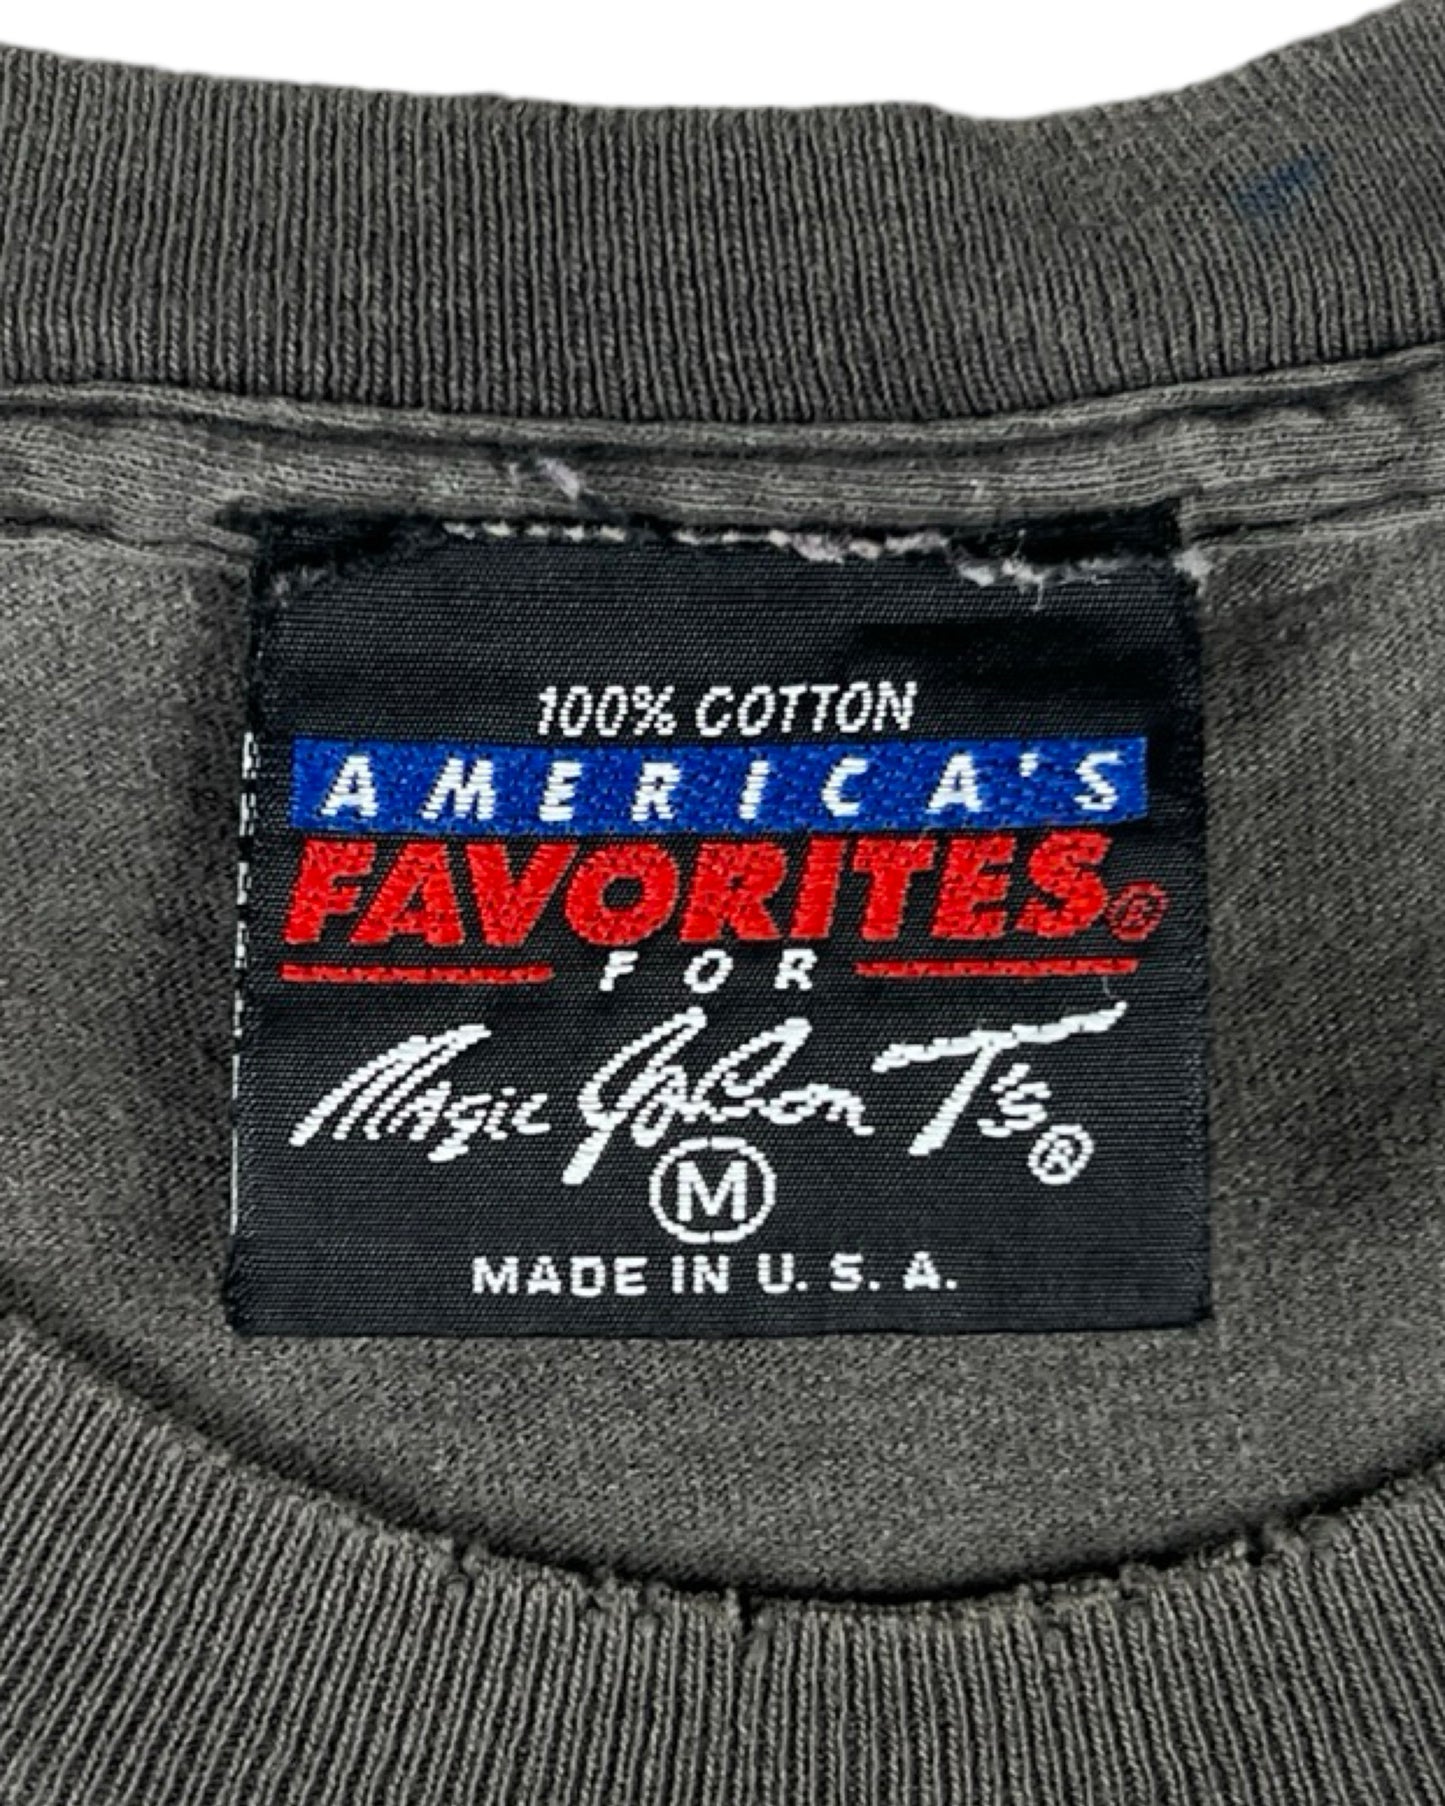 100% COTTON
AMERICA'S
FAVORITES®
FOR
Magic Johnson T's®
M
MADE IN U.S.A.